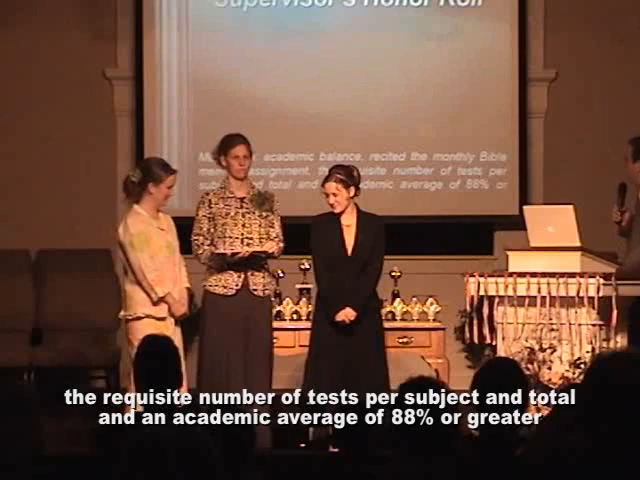 Supervisor's Honor Roll
academic balance, recited the monthly Bible
assignment, the requisite number of tests per
and total and academic average of 88% or
the requisite number of tests per subject and total
and an academic average of 88% or greater